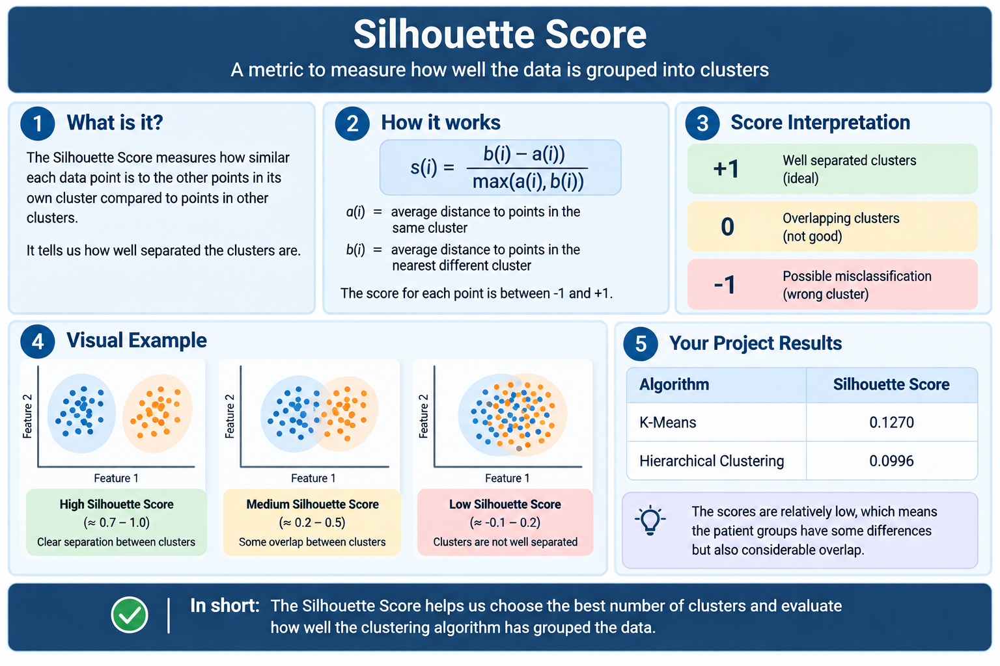 Silhouette Score
A metric to measure how well the data is grouped into clusters
1 What is it?
The Silhouette Score measures how similar
each data point is to the other points in its
own cluster compared to points in other
clusters.
It tells us how well separated the clusters are.
2 How it works
s(i) = b(i) – a(i)) / max(a(i), b(i))
a(i) = average distance to points in the
same cluster
b(i) = average distance to points in the
nearest different cluster
The score for each point is between -1 and +1.
3 Score Interpretation
+1 Well separated clusters
(ideal)
0 Overlapping clusters
(not good)
-1 Possible misclassification
(wrong cluster)
4 Visual Example
Feature 2
Feature 1
High Silhouette Score
(≈ 0.7 – 1.0)
Clear separation between clusters
Feature 2
Feature 1
Medium Silhouette Score
(≈ 0.2 – 0.5)
Some overlap between clusters
Feature 2
Feature 1
Low Silhouette Score
(≈ -0.1 – 0.2)
Clusters are not well separated
5 Your Project Results
Algorithm Silhouette Score
K-Means 0.1270
Hierarchical Clustering 0.0996
The scores are relatively low, which means
the patient groups have some differences
but also considerable overlap.
In short: The Silhouette Score helps us choose the best number of clusters and evaluate
how well the clustering algorithm has grouped the data.